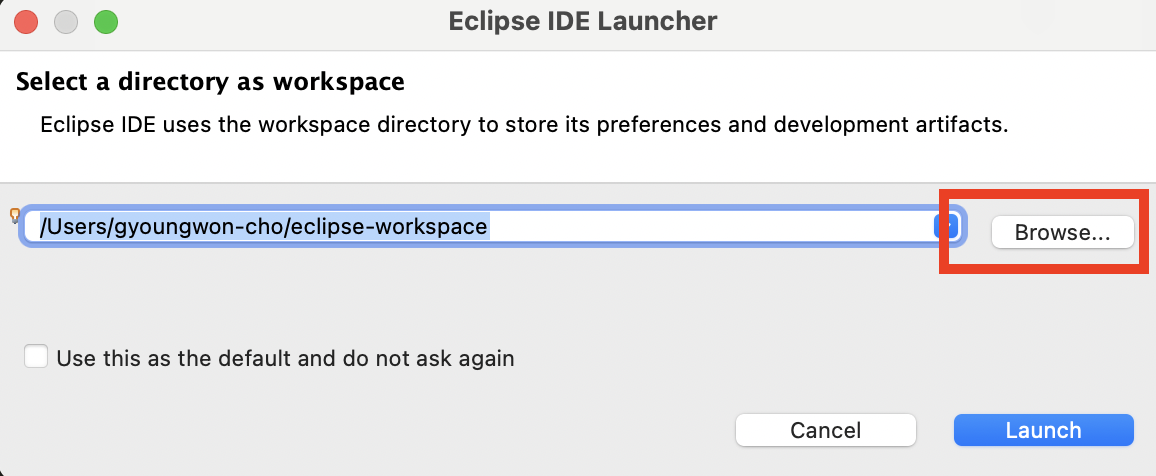 Eclipse IDE Launcher
Select a directory as workspace
Eclipse IDE uses the workspace directory to store its preferences and development artifacts.
/Users/gyoungwon-cho/eclipse-workspace
Browse...
Use this as the default and do not ask again
Cancel
Launch